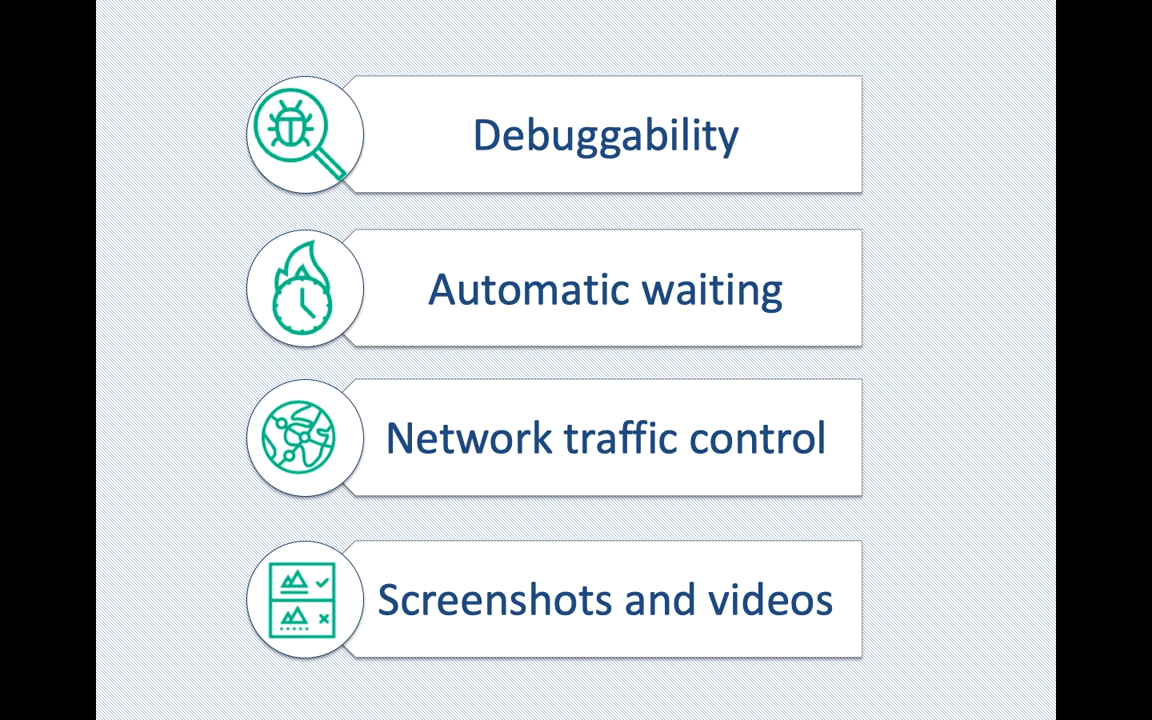 Debuggability
Automatic waiting
Network traffic control
Screenshots and videos